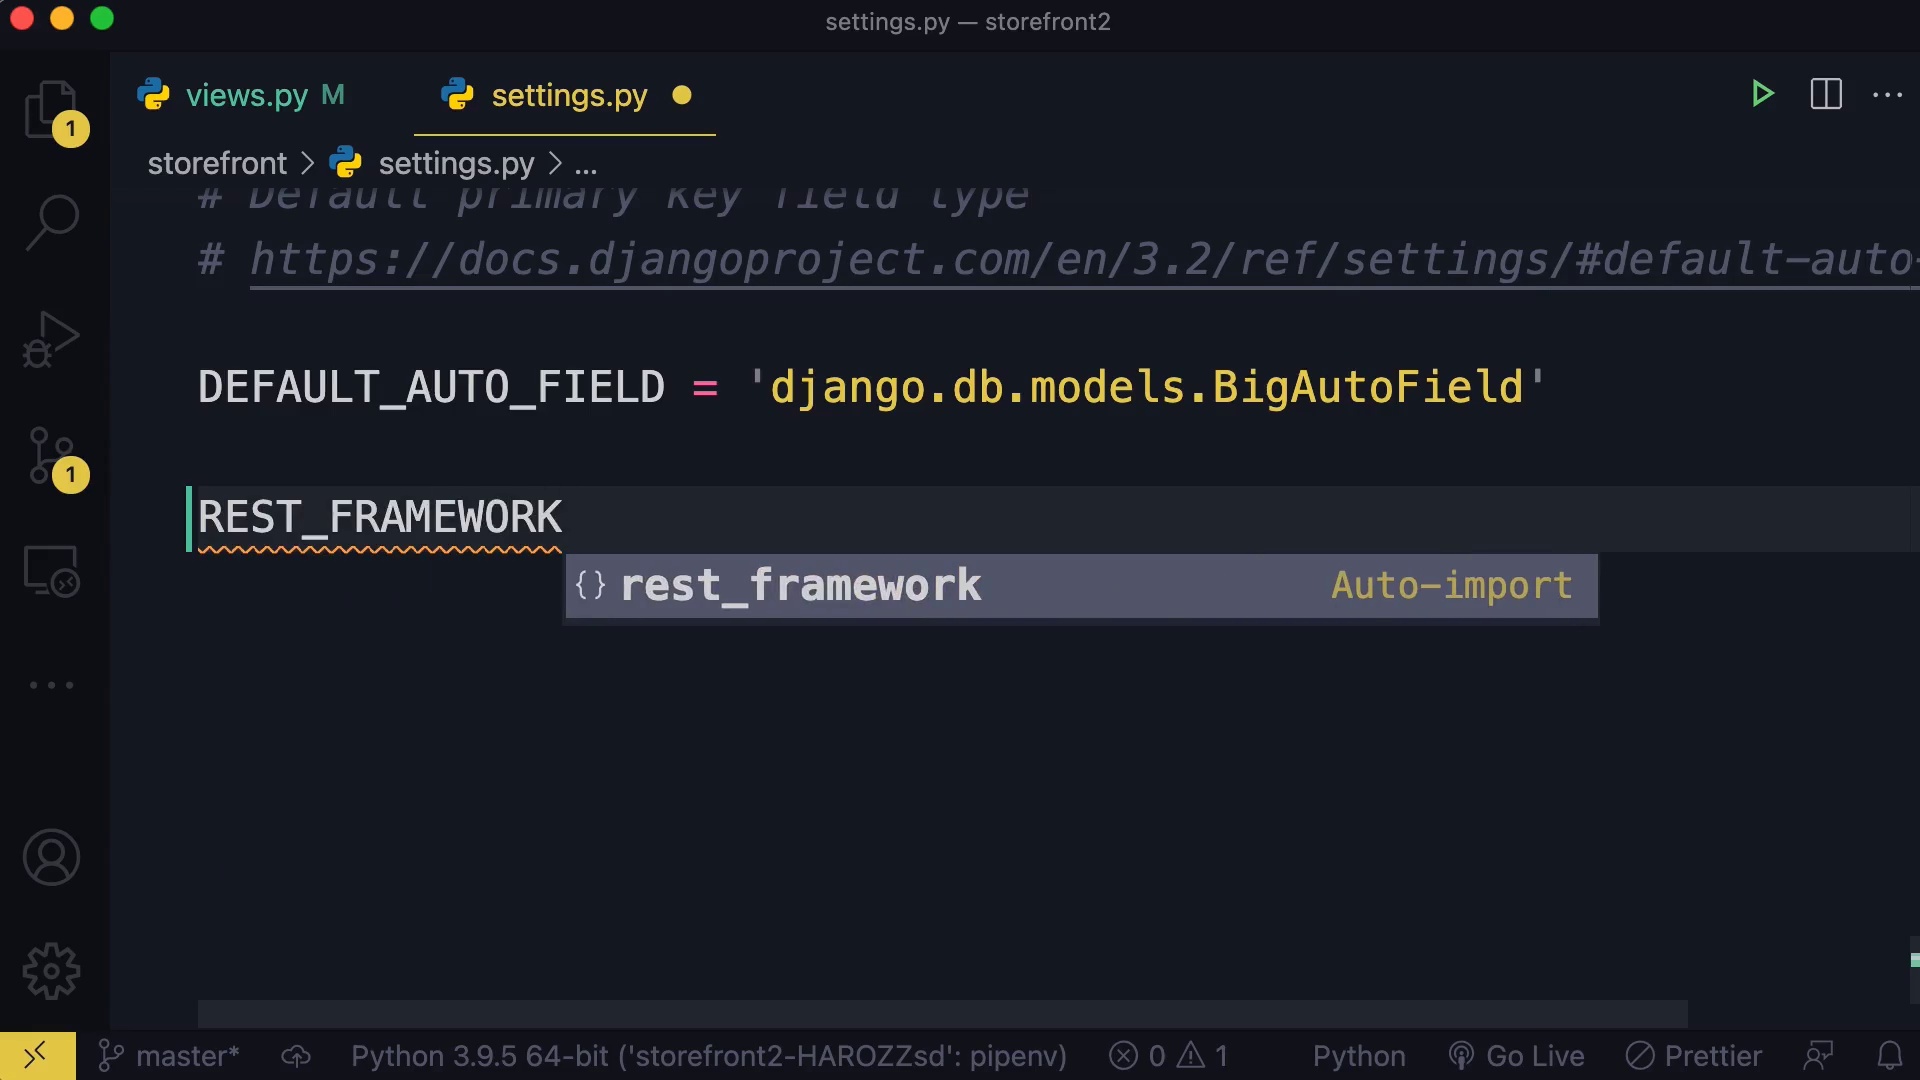 settings.py — storefront2
views.py M
settings.py
storefront > settings.py > ...
# Default primary key field type
# https://docs.djangoproject.com/en/3.2/ref/settings/#default-auto-
DEFAULT_AUTO_FIELD = 'django.db.models.BigAutoField'
REST_FRAMEWORK
{} rest_framework Auto-import
1
1
master* Python 3.9.5 64-bit ('storefront2-HAROZZsd': pipenv) 0 1 Python Go Live Prettier